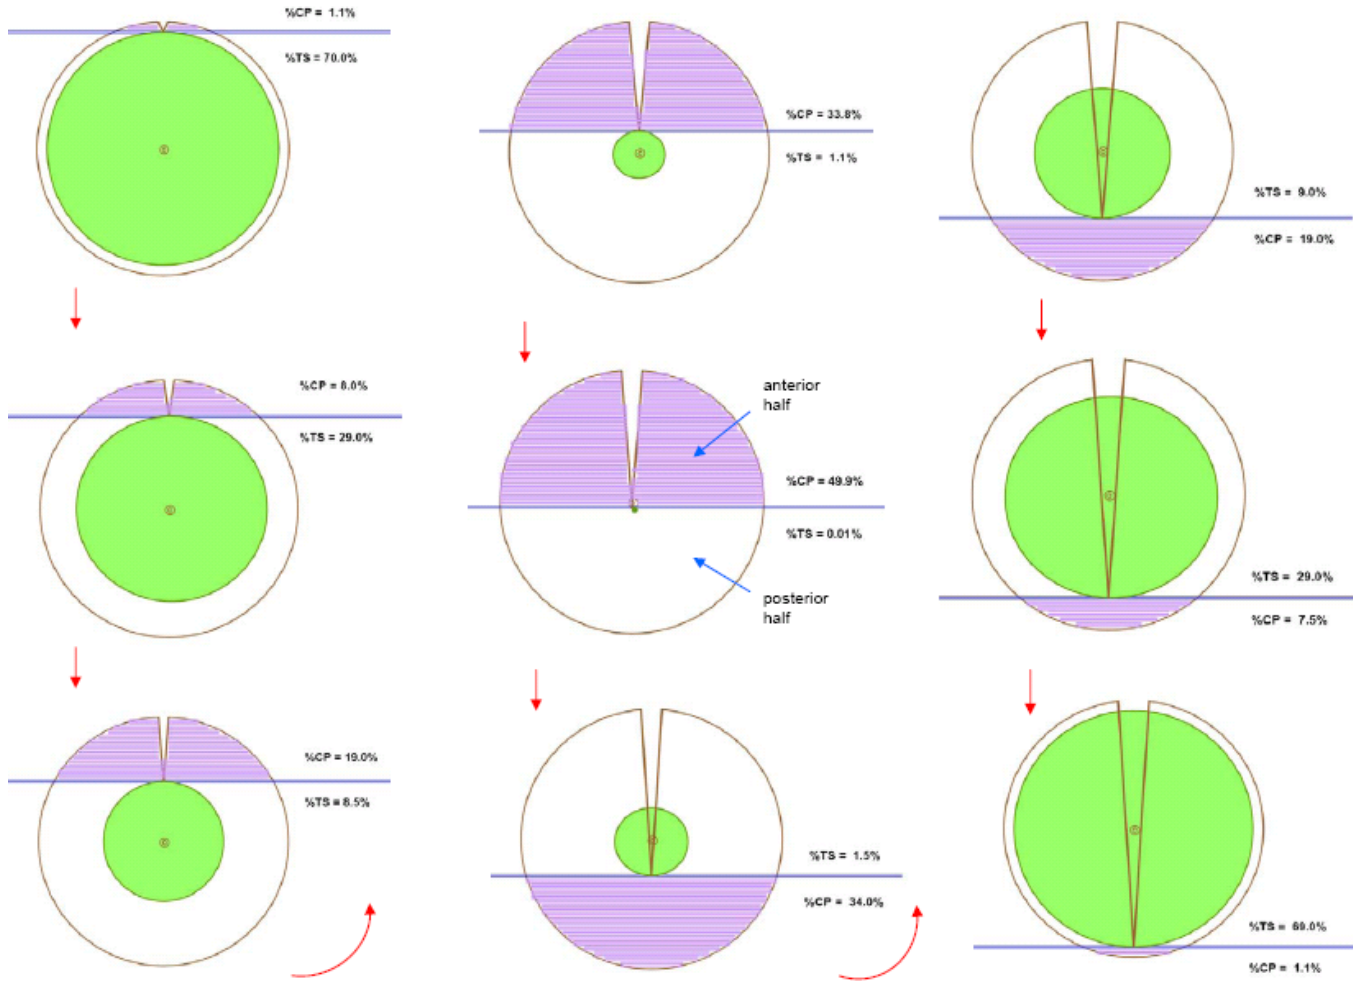 %CP = 1.1%
%TS = 70.0%
%CP = 8.0%
%TS = 29.0%
%CP = 19.0%
%TS = 8.5%
%CP = 33.8%
%TS = 1.1%
anterior
half
%CP = 49.9%
%TS = 0.01%
posterior
half
%TS = 1.5%
%CP = 34.0%
%TS = 9.0%
%CP = 19.0%
%TS = 29.0%
%CP = 7.5%
%TS = 69.0%
%CP = 1.1%